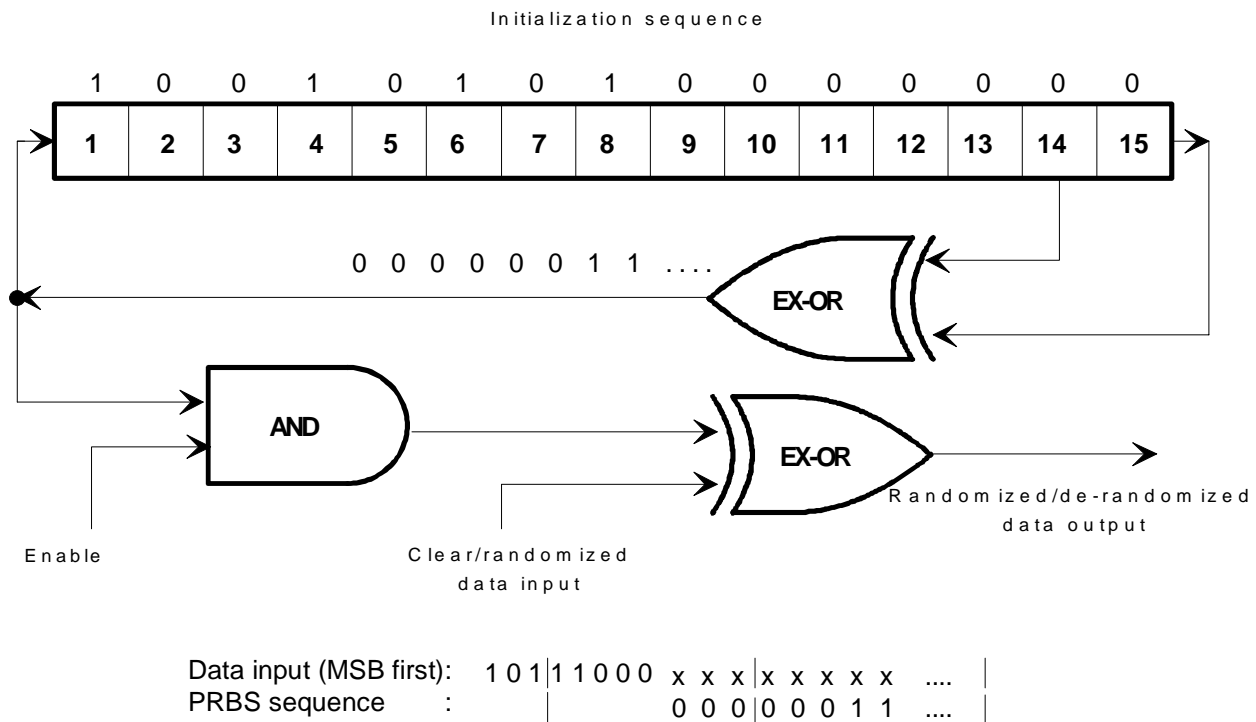 Initialization sequence
1 0 0 1 0 1 0 1 0 0 0 0 0 0 0
1 2 3 4 5 6 7 8 9 10 11 12 13 14 15
0 0 0 0 0 0 1 1 ....
EX-OR
AND
EX-OR
Randomized/de-randomized
data output
Enable
Clear/randomized
data input
Data input (MSB first): 1 0 1|1 1 0 0 0 x x x|x x x x x .... |
PRBS sequence : | 0 0 0|0 0 0 1 1 .... |